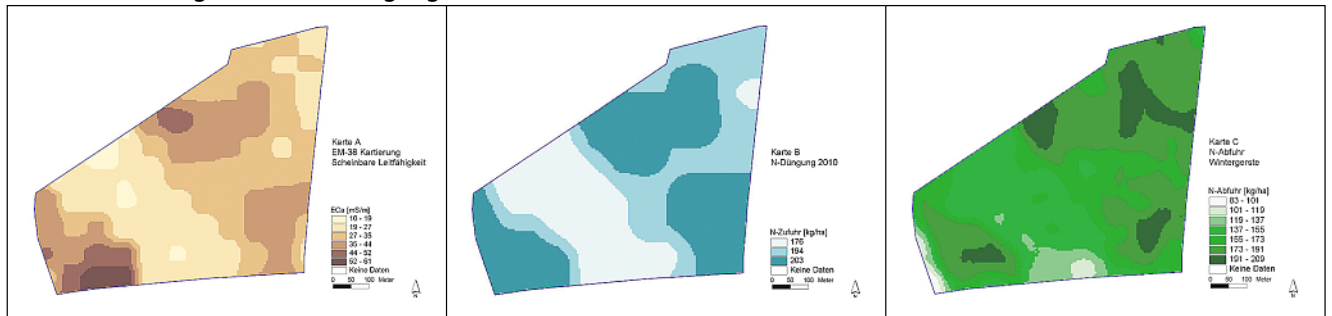 Karte A
EM-38 Kartierung
Scheinbare Leitfähigkeit
ECa [mS/m]
16 - 19
19 - 27
27 - 35
35 - 44
44 - 52
52 - 61
Keine Daten
0 50 100 Meter
N
Karte B
N-Düngung 2010
N-Zufuhr [kg/ha]
176
194
203
Keine Daten
0 50 100 Meter
N
Karte C
N-Abfuhr
Wintergerste
N-Abfuhr [kg/ha]
83 - 101
101 - 119
119 - 137
137 - 155
155 - 173
173 - 191
191 - 209
Keine Daten
0 50 100 Meter
N